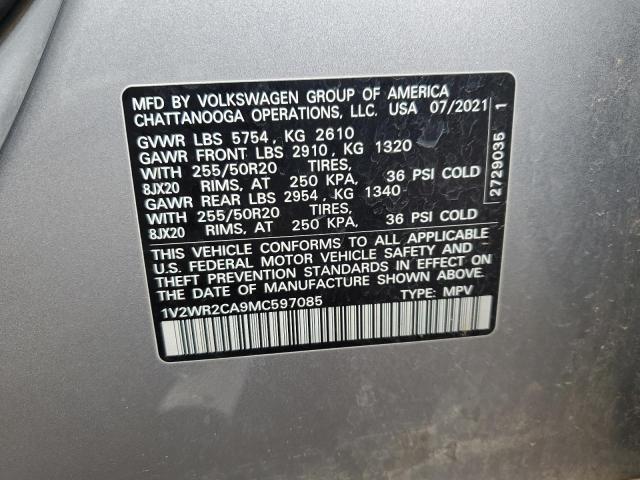 MFD BY VOLKSWAGEN GROUP OF AMERICA
CHATTANOOGA OPERATIONS, LLC. USA 07/2021 1
GVWR LBS 5754, KG 2610
GAWR FRONT LBS 2910, KG 1320
WITH 255/50R20 TIRES,
8JX20 RIMS, AT 250 KPA, 36 PSI COLD
GAWR REAR LBS 2954, KG 1340
WITH 255/50R20 TIRES,
8JX20 RIMS, AT 250 KPA, 36 PSI COLD
2729035
THIS VEHICLE CONFORMS TO ALL APPLICABLE
U.S. FEDERAL MOTOR VEHICLE SAFETY AND
THEFT PREVENTION STANDARDS IN EFFECT ON
THE DATE OF MANUFACTURE SHOWN ABOVE.
1V2WR2CA9MC597085 TYPE: MPV